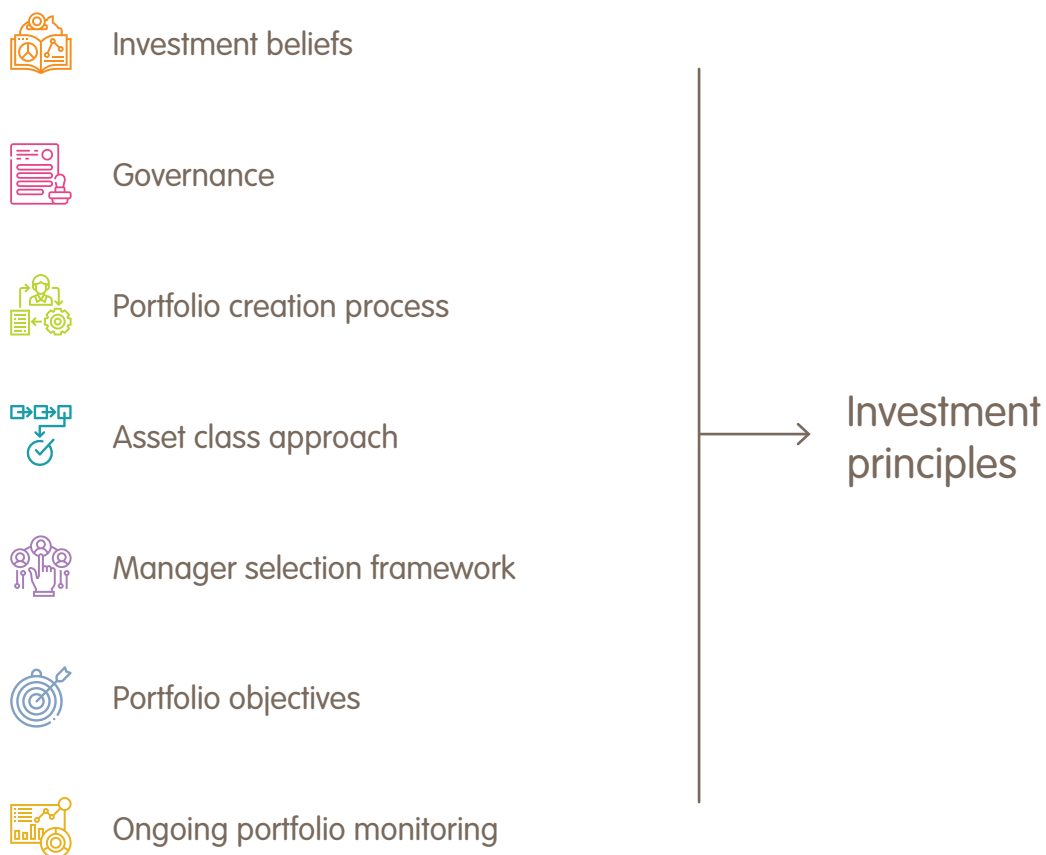 Investment beliefs
Governance
Portfolio creation process
Asset class approach
Manager selection framework
Portfolio objectives
Ongoing portfolio monitoring
Investment
principles